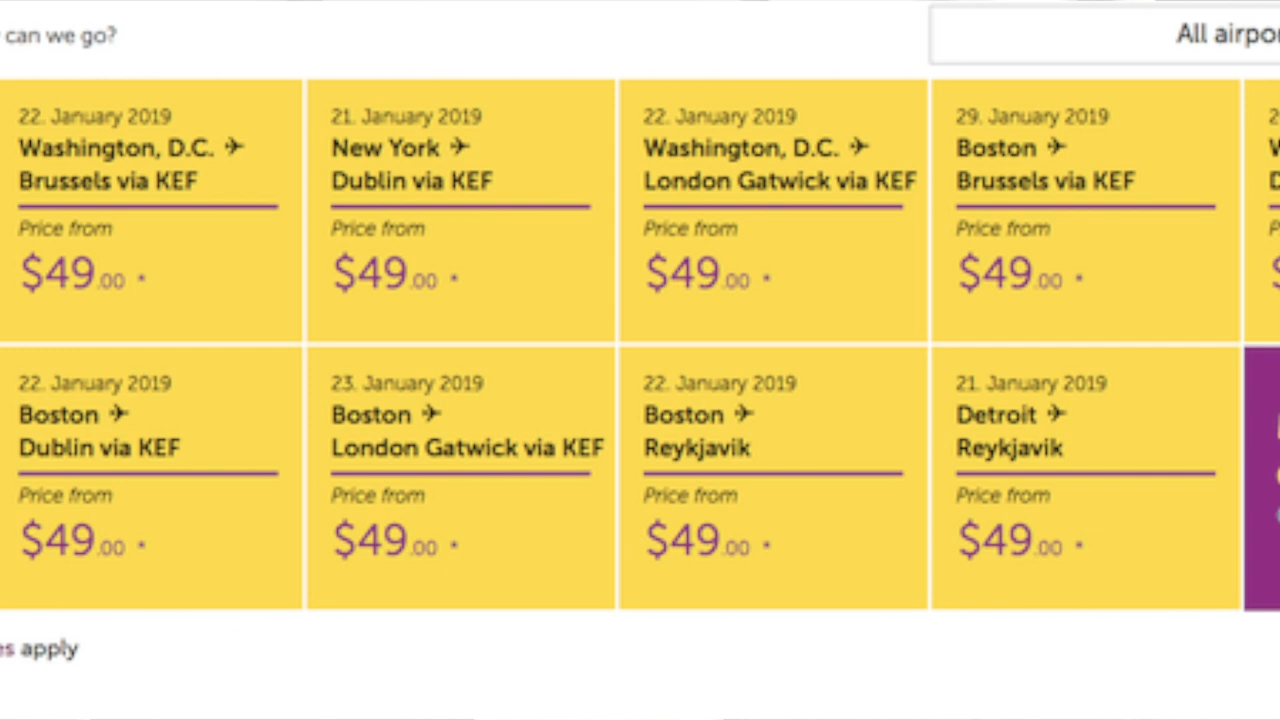 can we go?
All airpor
22. January 2019
Washington, D.C. ✈
Brussels via KEF
Price from
$49.00 *
21. January 2019
New York ✈
Dublin via KEF
Price from
$49.00 *
22. January 2019
Washington, D.C. ✈
London Gatwick via KEF
Price from
$49.00 *
29. January 2019
Boston ✈
Brussels via KEF
Price from
$49.00 *
22. January 2019
Boston ✈
Dublin via KEF
Price from
$49.00 *
23. January 2019
Boston ✈
London Gatwick via KEF
Price from
$49.00 *
22. January 2019
Boston ✈
Reykjavik
Price from
$49.00 *
21. January 2019
Detroit ✈
Reykjavik
Price from
$49.00 *
es apply